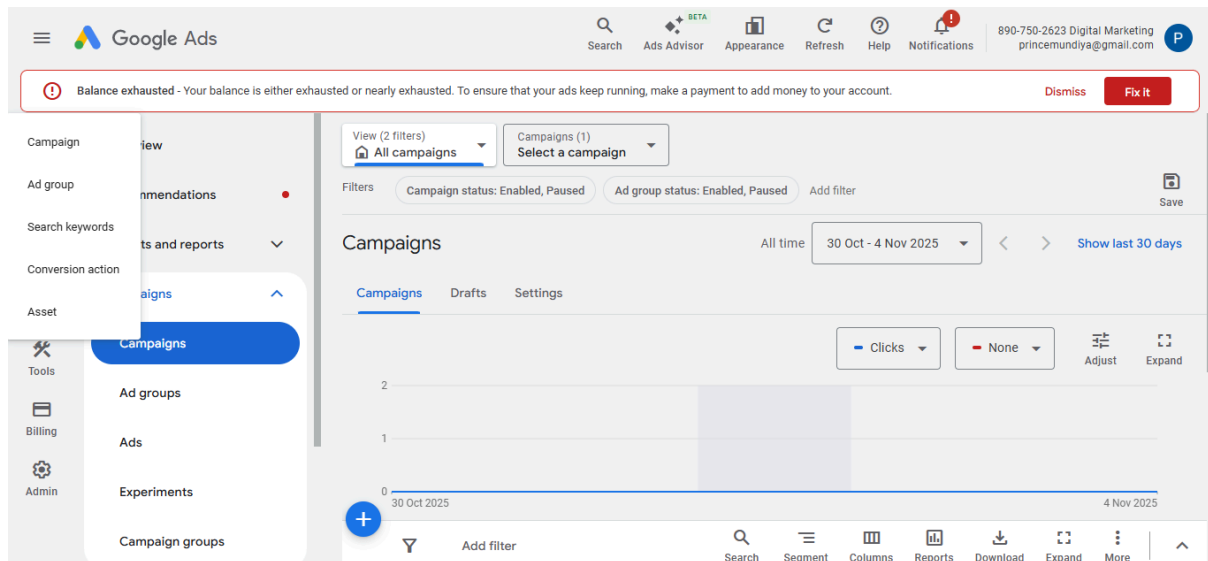 Google Ads
Search
BETA
Ads Advisor
Appearance
Refresh
Help
Notifications
890-750-2623 Digital Marketing
princemundiya@gmail.com
P
Balance exhausted - Your balance is either exhausted or nearly exhausted. To ensure that your ads keep running, make a payment to add money to your account.
Dismiss
Fix it
Campaign
Ad group
Search keywords
Conversion action
Asset
Tools
Billing
Admin
iew
mmendations
ts and reports
aigns
Campaigns
Ad groups
Ads
Experiments
Campaign groups
View (2 filters)
All campaigns
Campaigns (1)
Select a campaign
Filters
Campaign status: Enabled, Paused
Ad group status: Enabled, Paused
Add filter
Save
Campaigns
All time
30 Oct - 4 Nov 2025
Show last 30 days
Campaigns
Drafts
Settings
Clicks
None
Adjust
Expand
2
1
0
30 Oct 2025
4 Nov 2025
Add filter
Search
Segment
Columns
Reports
Download
Expand
More